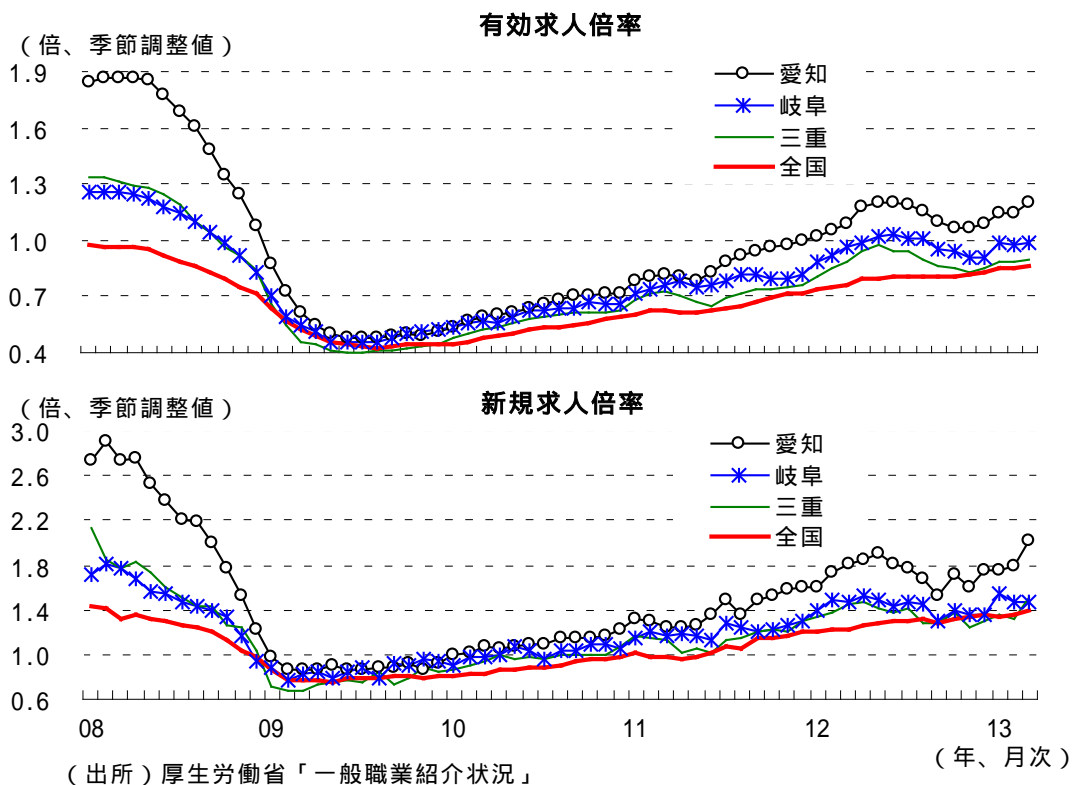 有効求人倍率
（倍、季節調整値）
1.9
1.6
1.3
1.0
0.7
0.4
愛知
岐阜
三重
全国
新規求人倍率
（倍、季節調整値）
3.0
2.6
2.2
1.8
1.4
1.0
0.6
愛知
岐阜
三重
全国
08 09 10 11 12 13
（年、月次）
（出所）厚生労働省「一般職業紹介状況」